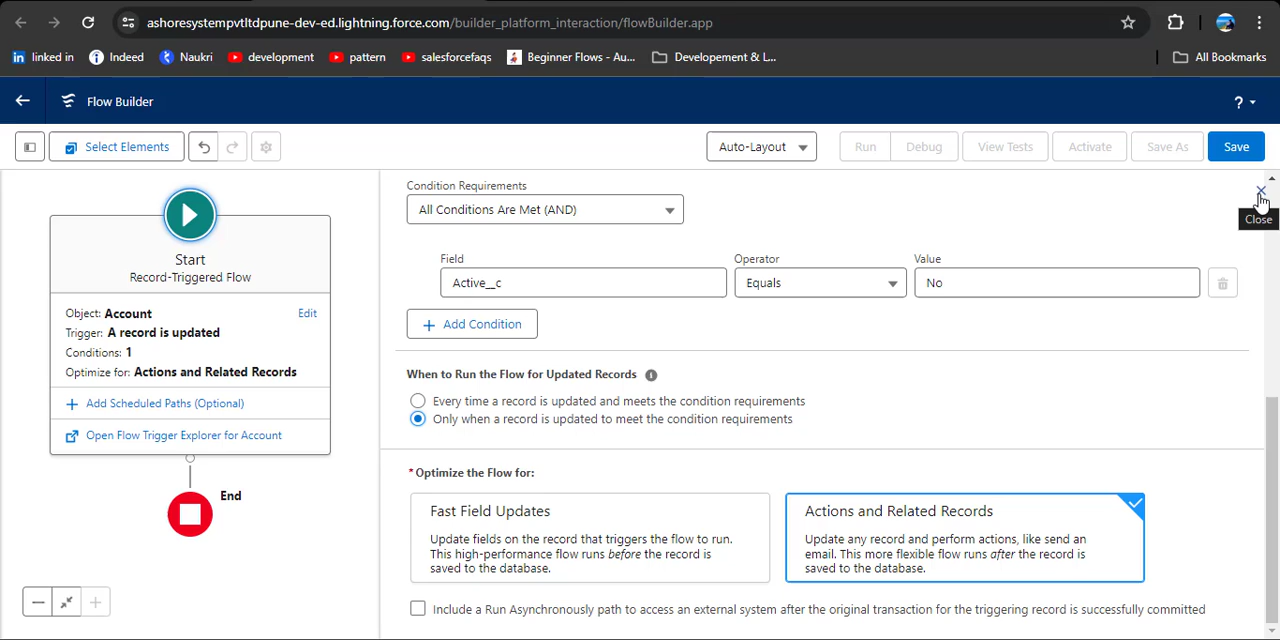 ashoresystempvtltdpune-dev-ed.lightning.force.com/builder_platform_interaction/flowBuilder.app
in linked in
Indeed
Naukri
development
pattern
salesforcefaqs
Beginner Flows - Au...
Developement & L...
All Bookmarks
Flow Builder
?
Select Elements
Auto-Layout
Run
Debug
View Tests
Activate
Save As
Save
Start
Record-Triggered Flow
Object: Account
Edit
Trigger: A record is updated
Conditions: 1
Optimize for: Actions and Related Records
Add Scheduled Paths (Optional)
Open Flow Trigger Explorer for Account
End
Condition Requirements
All Conditions Are Met (AND)
Close
Field
Operator
Value
Active__c
Equals
No
Add Condition
When to Run the Flow for Updated Records
Every time a record is updated and meets the condition requirements
Only when a record is updated to meet the condition requirements
*Optimize the Flow for:
Fast Field Updates
Update fields on the record that triggers the flow to run.
This high-performance flow runs before the record is
saved to the database.
Actions and Related Records
Update any record and perform actions, like send an
email. This more flexible flow runs after the record is
saved to the database.
Include a Run Asynchronously path to access an external system after the original transaction for the triggering record is successfully committed